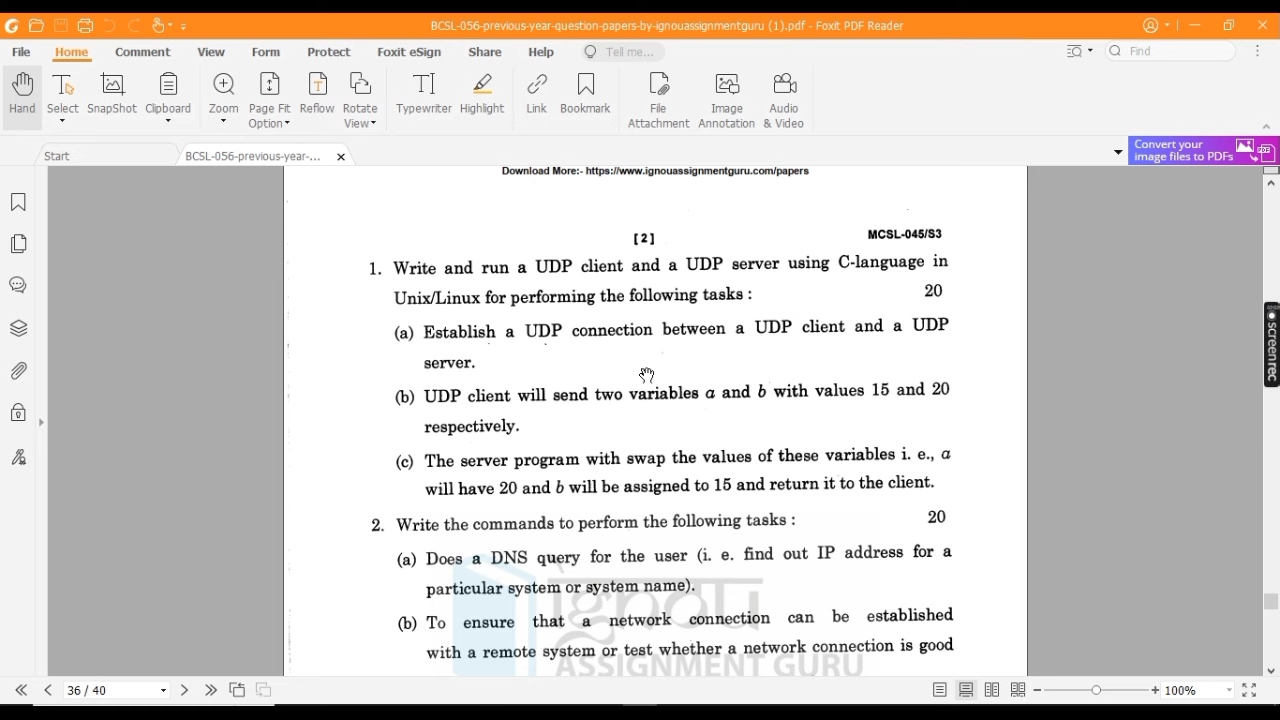 BCSL-056-previous-year-question-papers-by-ignouassignmentguru (1).pdf - Foxit PDF Reader
File Home Comment View Form Protect Foxit eSign Share Help Tell me... Find
Hand Select SnapShot Clipboard Zoom Page Fit Option Reflow Rotate View Typewriter Highlight Link Bookmark File Attachment Image Annotation Audio & Video
Start BCSL-056-previous-year-...
Convert your
image files to PDFs
Download More:- https://www.ignouassignmentguru.com/papers
[ 2 ] MCSL-045/S3
1. Write and run a UDP client and a UDP server using C-language in
Unix/Linux for performing the following tasks : 20
(a) Establish a UDP connection between a UDP client and a UDP
server.
(b) UDP client will send two variables a and b with values 15 and 20
respectively.
(c) The server program with swap the values of these variables i. e., a
will have 20 and b will be assigned to 15 and return it to the client.
2. Write the commands to perform the following tasks : 20
(a) Does a DNS query for the user (i. e. find out IP address for a
particular system or system name).
(b) To ensure that a network connection can be established
with a remote system or test whether a network connection is good
ignou
ASSIGNMENT GURU
screenrec
36 / 40 100%